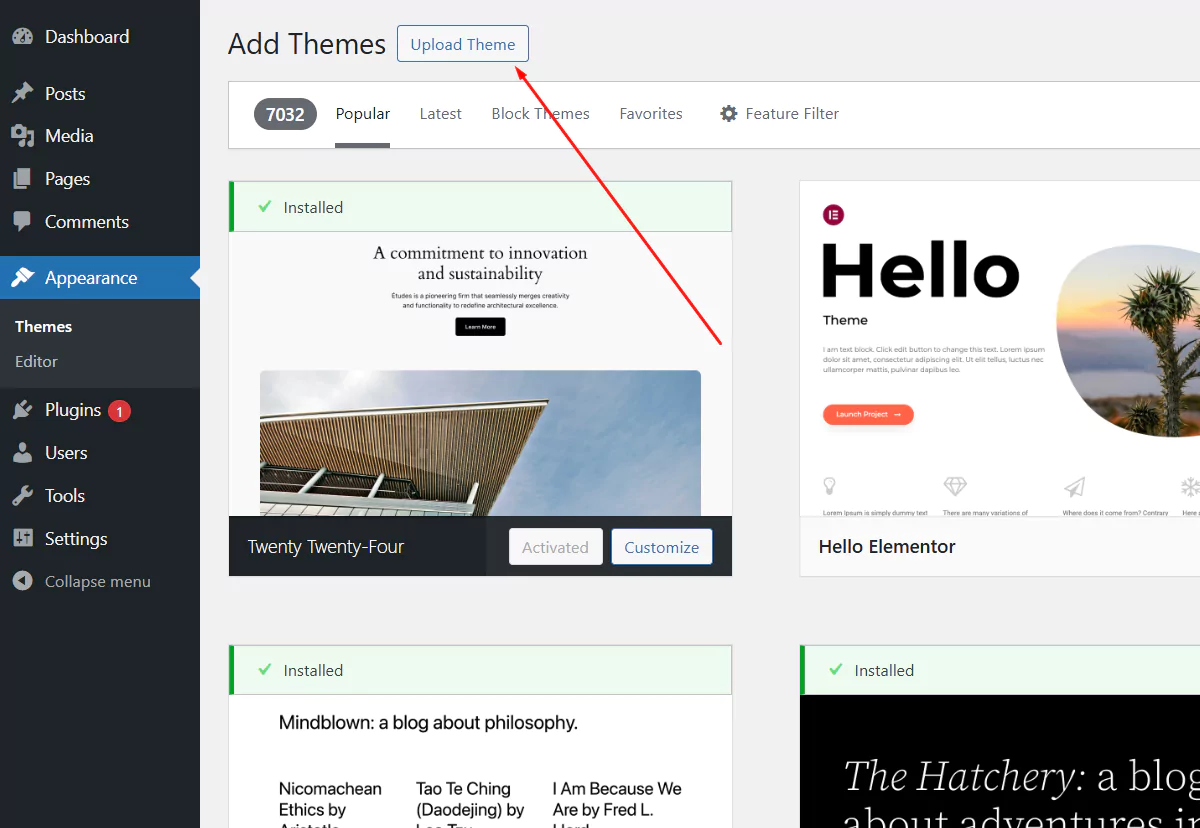 Dashboard
Posts
Media
Pages
Comments
Appearance
Themes
Editor
Plugins 1
Users
Tools
Settings
Collapse menu
Add Themes Upload Theme
7032 Popular Latest Block Themes Favorites Feature Filter
Installed
A commitment to innovation
and sustainability
Études is a pioneering firm that seamlessly merges creativity
and functionality to redefine architectural excellence.
Learn More
Twenty Twenty-Four Activated Customize
Hello
Theme
I am text block. Click edit button to change this text. Lorem ipsum
dolor sit amet, consectetur adipiscing elit. Ut elit tellus, luctus nec
ullamcorper mattis, pulvinar dapibus leo.
Launch Project →
Lorem Ipsum is simply dummy text
There are many variations of
Where does it come from? Contrary
Here
Hello Elementor
Installed
Mindblown: a blog about philosophy.
Nicomachean
Ethics by
Aristotle
Tao Te Ching
(Daodejing) by
Lao Tzu
I Am Because We
Are by Fred L.
Hord
Installed
The Hatchery: a blog
about adventures in